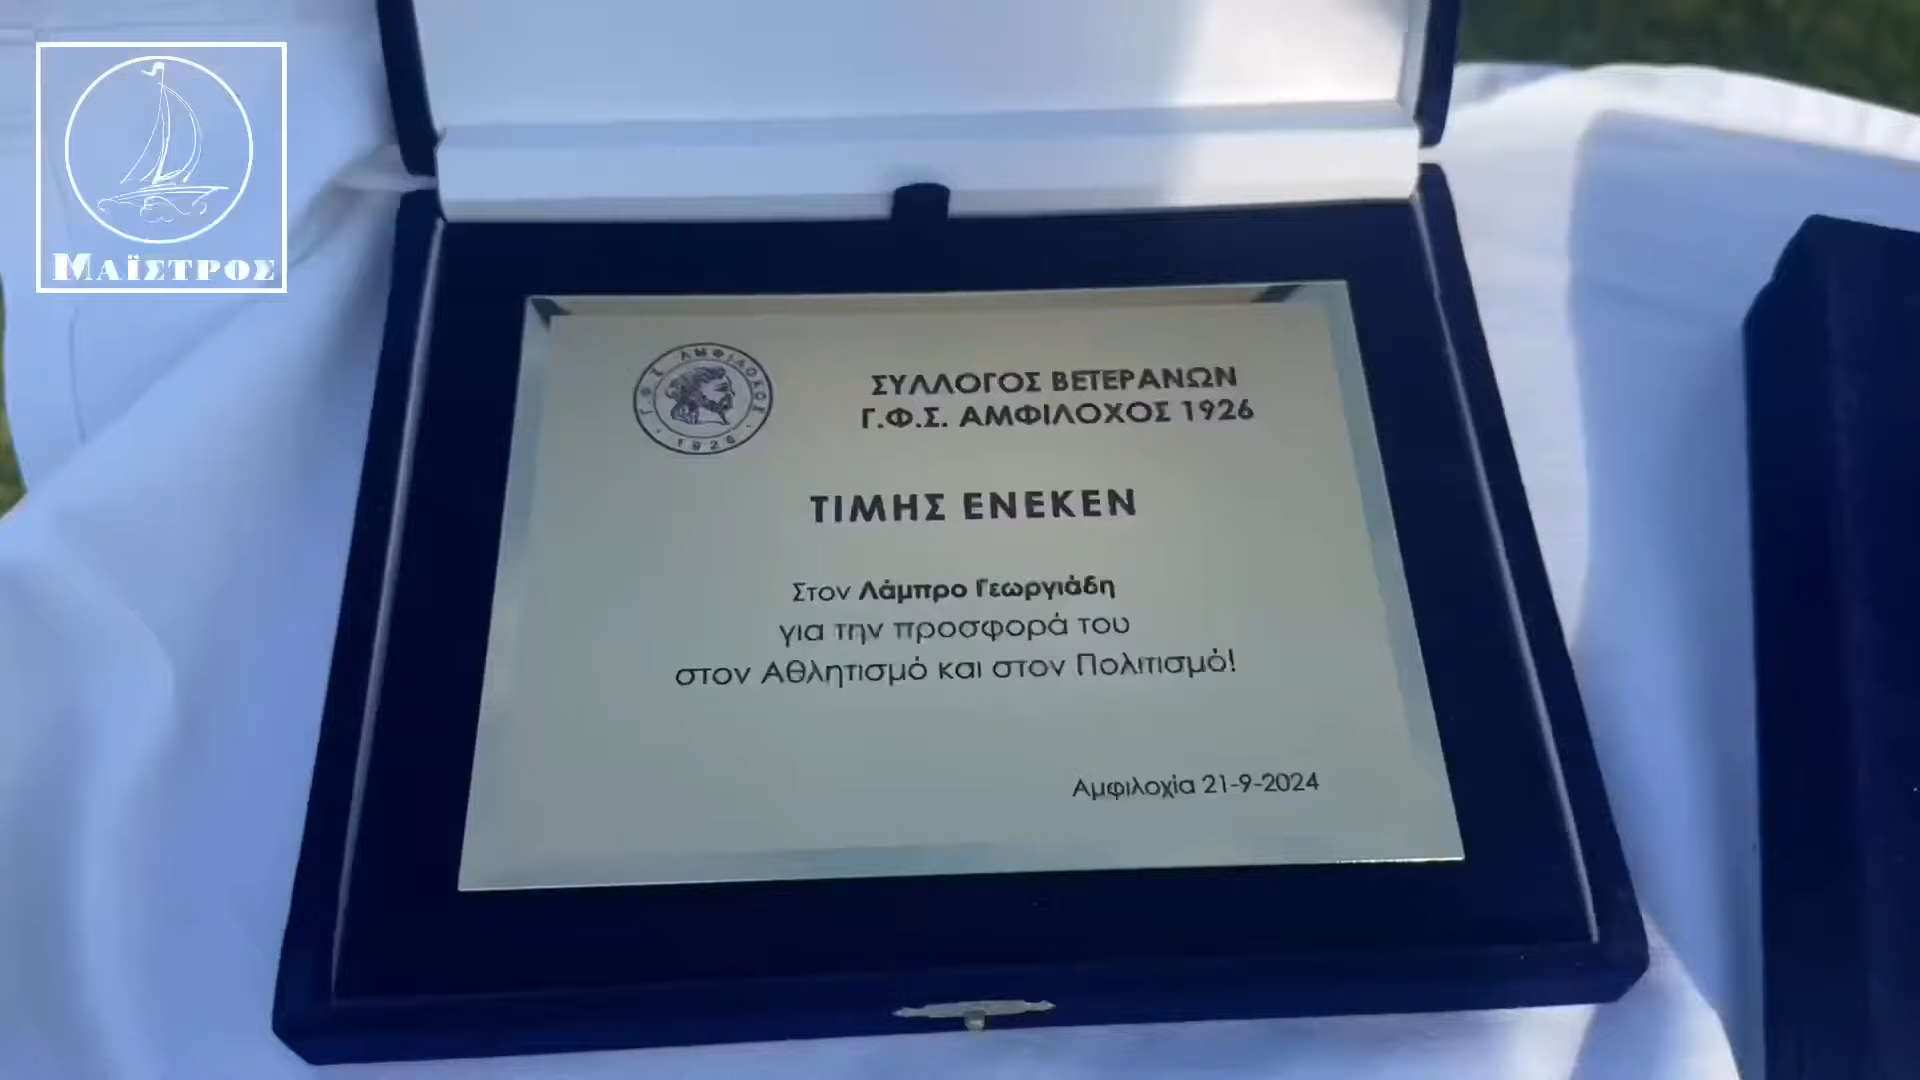 ΜΑΪΣΤΡΟΣ
Γ.Φ.Σ. ΑΜΦΙΛΟΧΟΣ
1926
ΣΥΛΛΟΓΟΣ ΒΕΤΕΡΑΝΩΝ
Γ.Φ.Σ. ΑΜΦΙΛΟΧΟΣ 1926
ΤΙΜΗΣ ΕΝΕΚΕΝ
Στον Λάμπρο Γεωργιάδη
για την προσφορά του
στον Αθλητισμό και στον Πολιτισμό!
Αμφιλοχία 21-9-2024